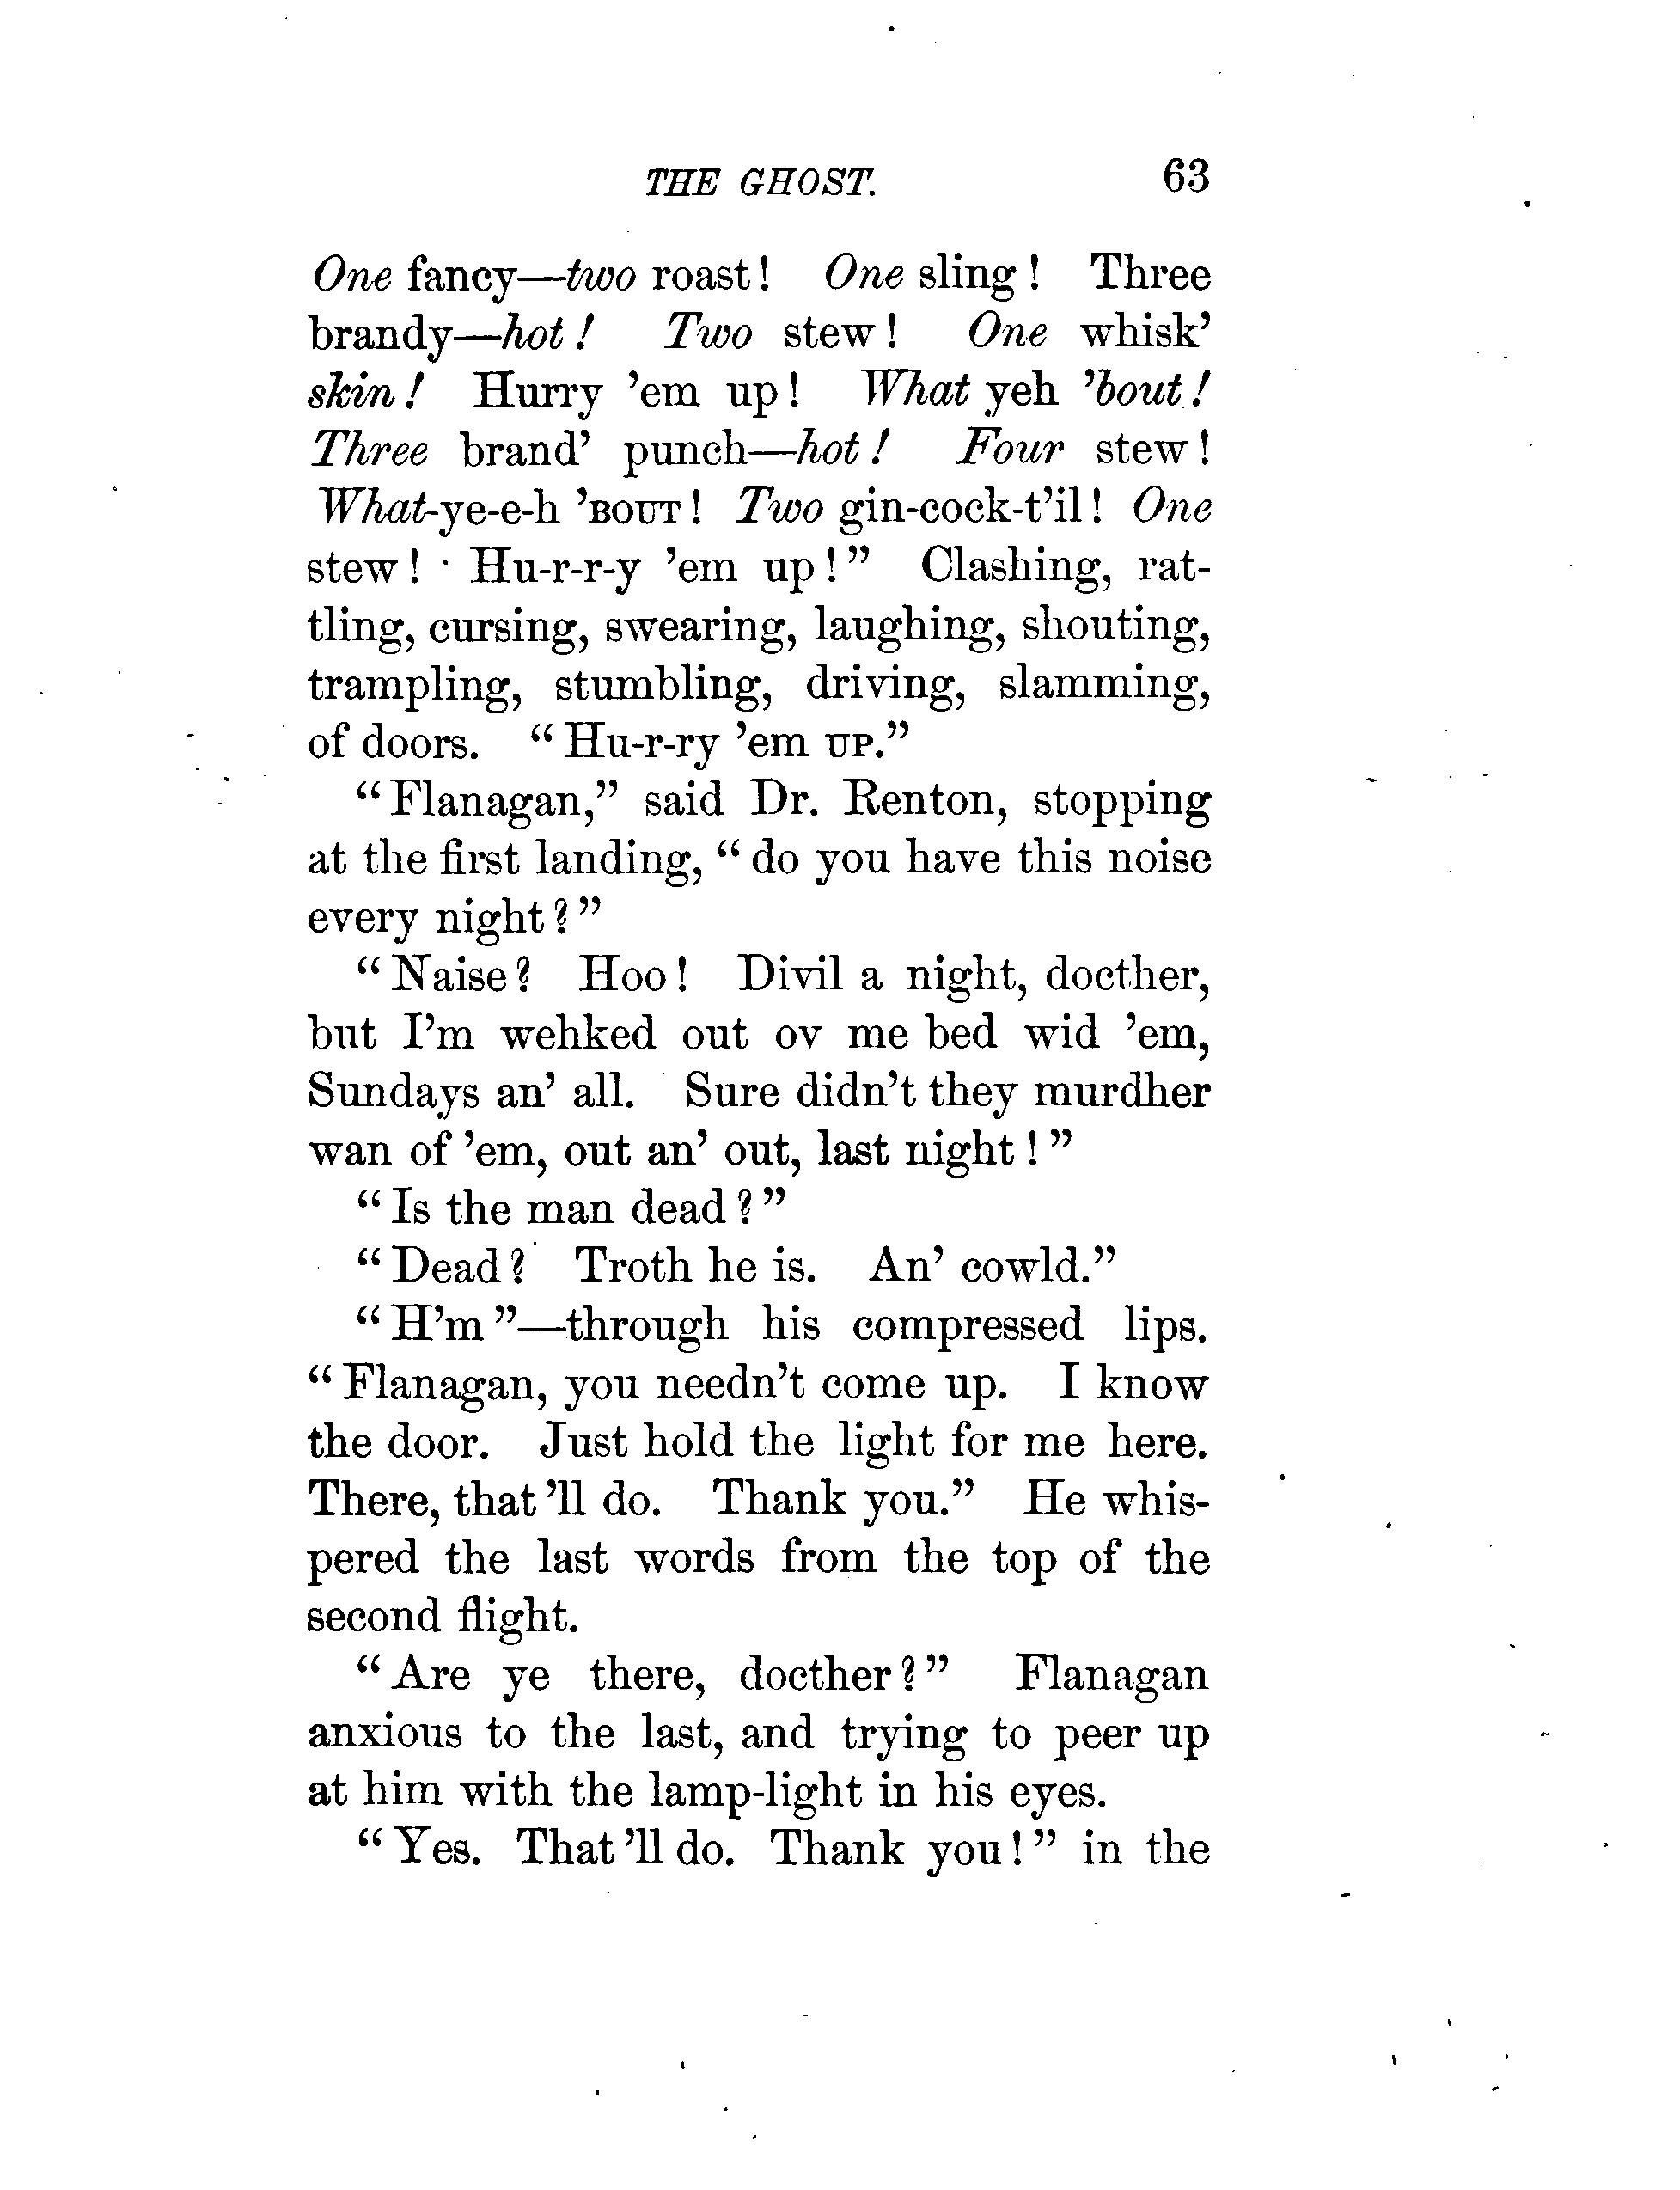 THE GHOST. 63
One fancy—two roast! One sling! Three
brandy—hot! Two stew! One whisk'
skin! Hurry 'em up! What yeh 'bout!
Three brand' punch—hot! Four stew!
What-ye-e-h 'BOUT! Two gin-cock-t'il! One
stew! Hu-r-r-y 'em up!" Clashing, rat-
tling, cursing, swearing, laughing, shouting,
trampling, stumbling, driving, slamming,
of doors. "Hu-r-ry 'em UP."
"Flanagan," said Dr. Renton, stopping
at the first landing, "do you have this noise
every night?"
"Naise? Hoo! Divil a night, docther,
but I'm wehked out ov me bed wid 'em,
Sundays an' all. Sure didn't they murdher
wan of 'em, out an' out, last night!"
"Is the man dead?"
"Dead? Troth he is. An' cowld."
"H'm"—through his compressed lips.
"Flanagan, you needn't come up. I know
the door. Just hold the light for me here.
There, that'll do. Thank you." He whis-
pered the last words from the top of the
second flight.
"Are ye there, docther?" Flanagan
anxious to the last, and trying to peer up
at him with the lamp-light in his eyes.
"Yes. That'll do. Thank you!" in the